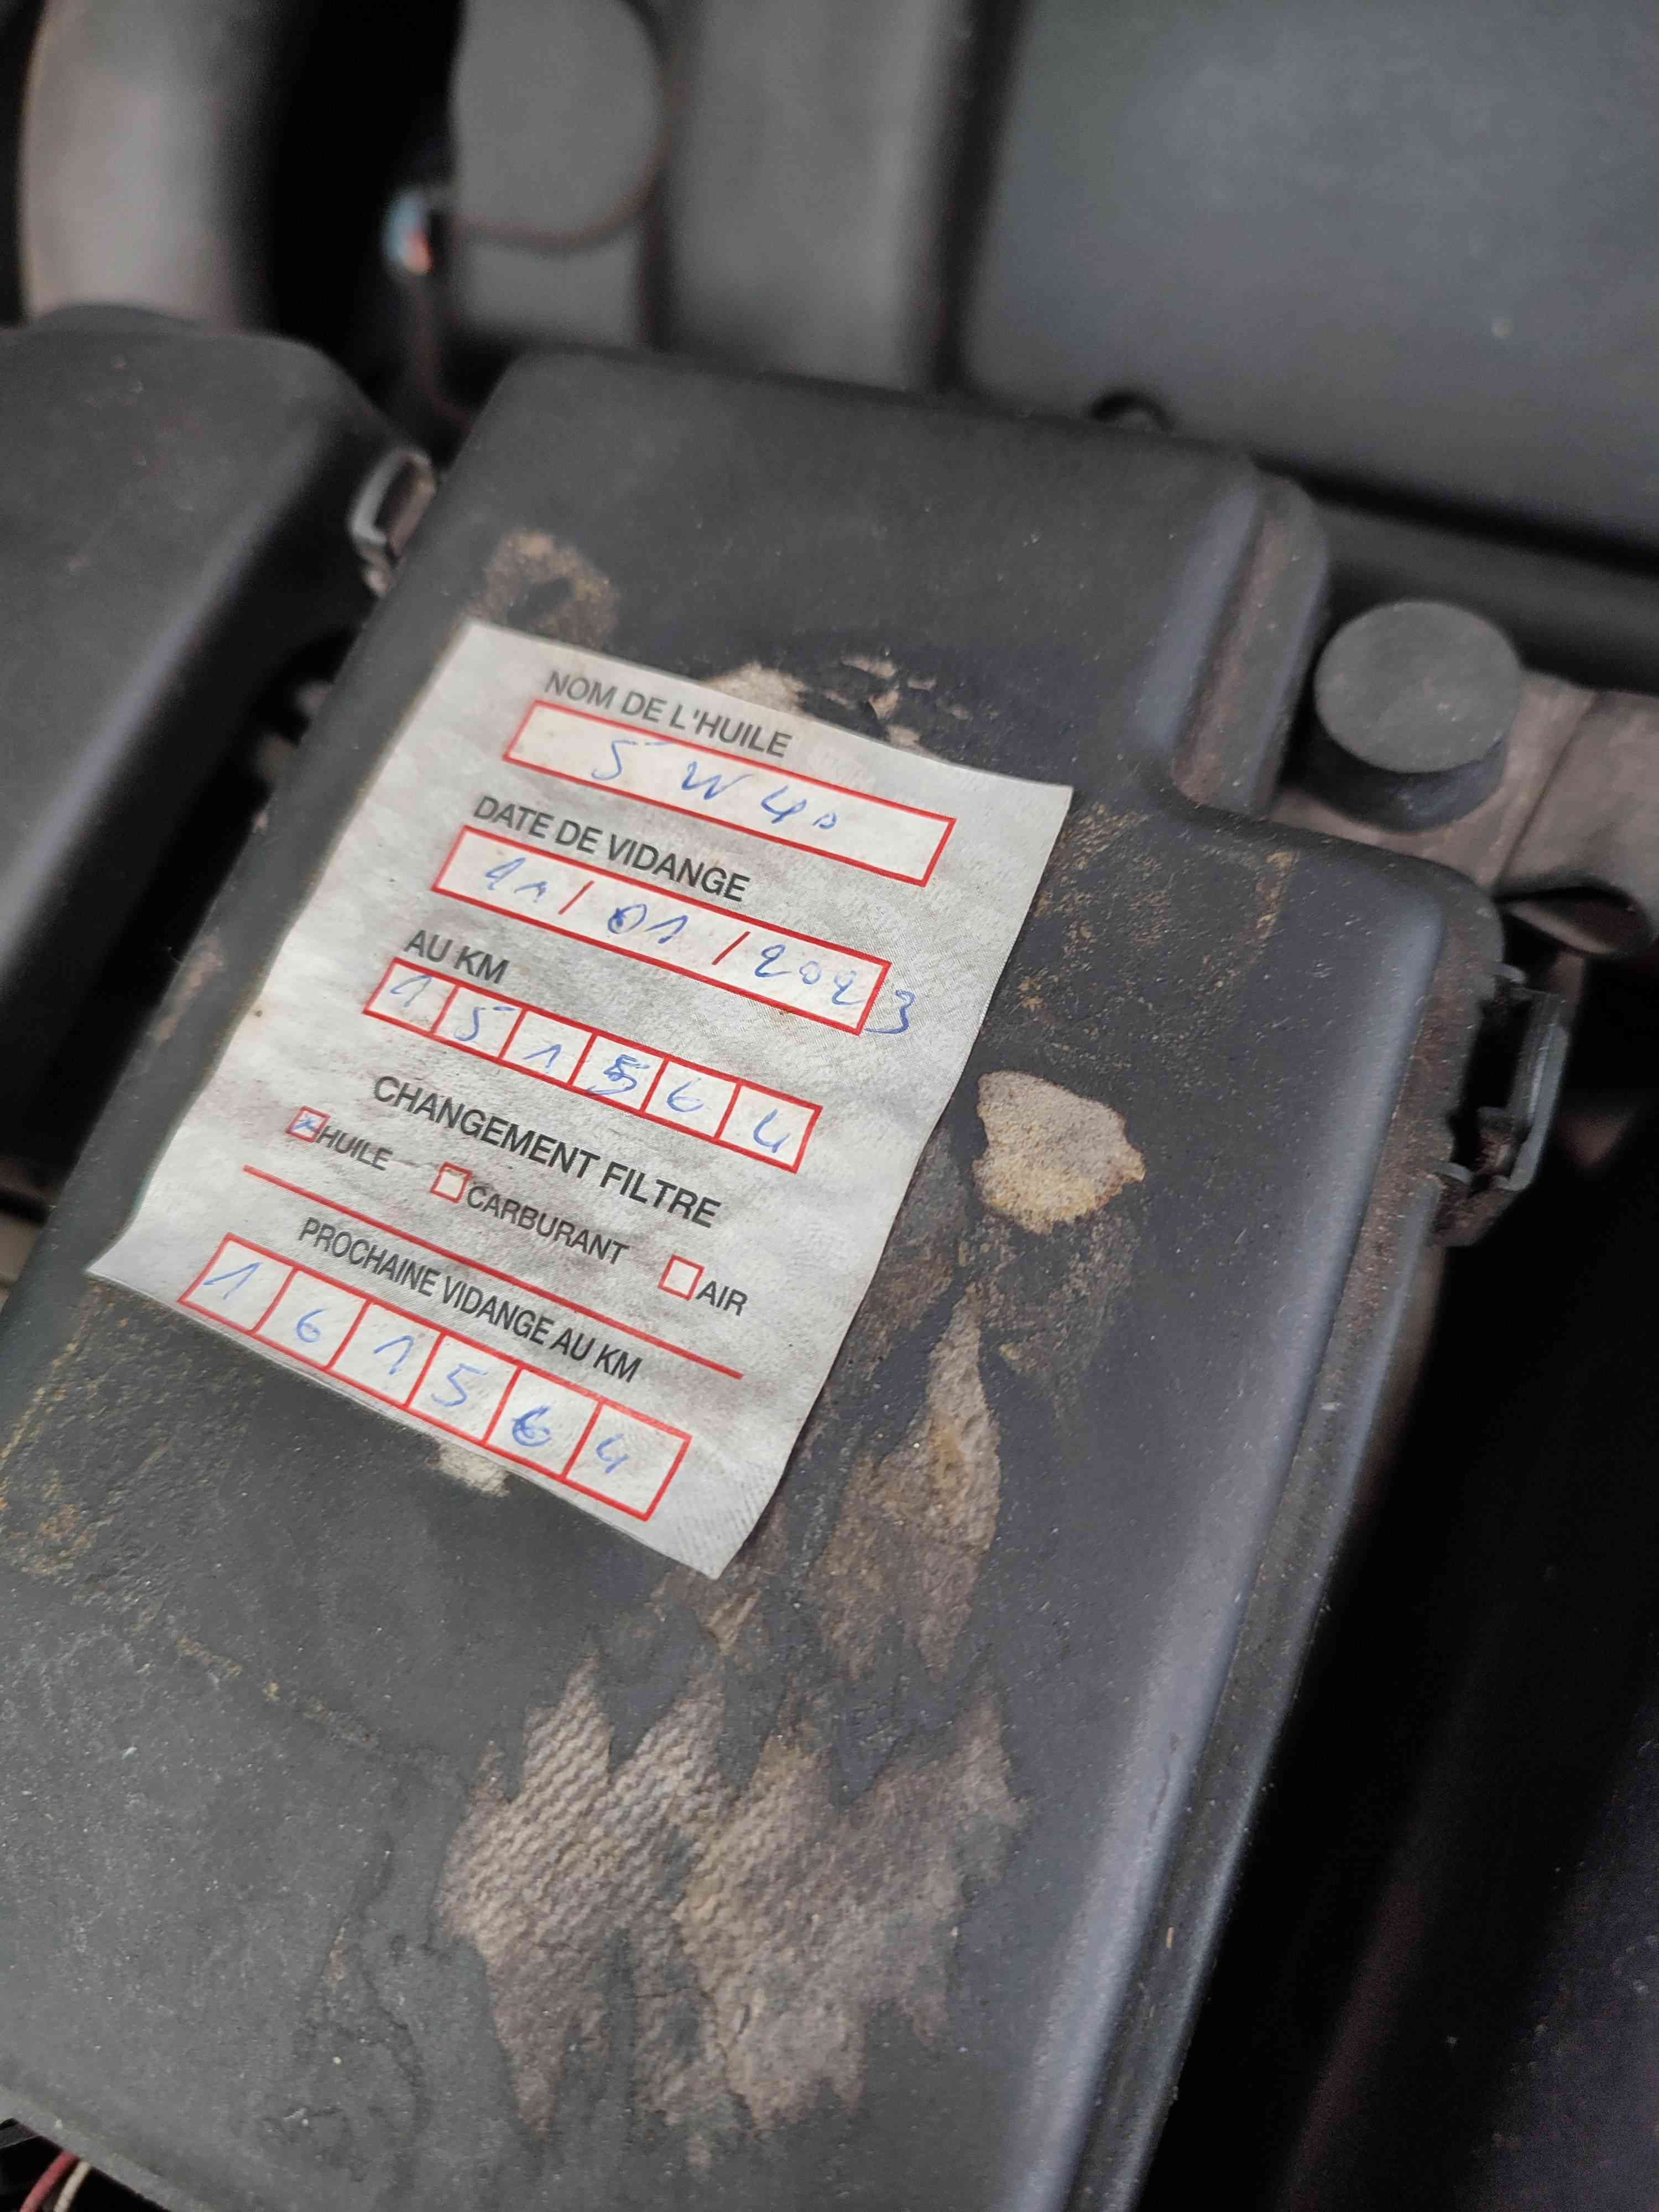 NOM DE L'HUILE
5W40
DATE DE VIDANGE
11/01/2023
AU KM
151564
CHANGEMENT FILTRE
HUILE CARBURANT AIR
PROCHAINE VIDANGE AU KM
161564